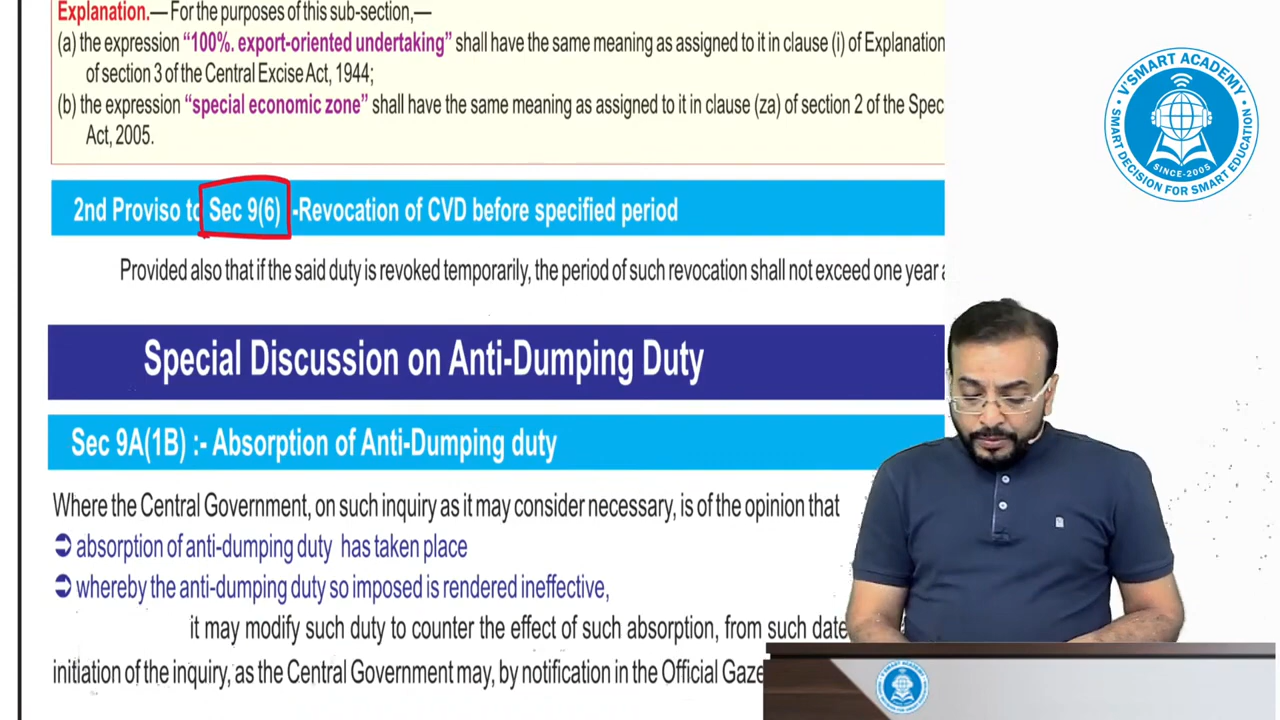 Explanation.— For the purposes of this sub-section,—
(a) the expression “100%. export-oriented undertaking” shall have the same meaning as assigned to it in clause (i) of Explanation
of section 3 of the Central Excise Act, 1944;
(b) the expression “special economic zone” shall have the same meaning as assigned to it in clause (za) of section 2 of the Spec
Act, 2005.
2nd Proviso to Sec 9(6) :-Revocation of CVD before specified period
Provided also that if the said duty is revoked temporarily, the period of such revocation shall not exceed one year a
Special Discussion on Anti-Dumping Duty
Sec 9A(1B) :- Absorption of Anti-Dumping duty
Where the Central Government, on such inquiry as it may consider necessary, is of the opinion that
➲ absorption of anti-dumping duty has taken place
➲ whereby the anti-dumping duty so imposed is rendered ineffective,
it may modify such duty to counter the effect of such absorption, from such date
initiation of the inquiry, as the Central Government may, by notification in the Official Gaze
V'SMART ACADEMY
SINCE-2005
SMART DECISION FOR SMART EDUCATION